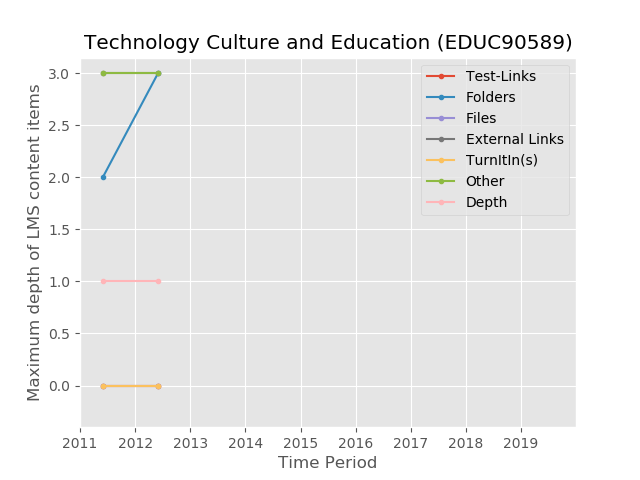 Technology Culture and Education (EDUC90589)
Maximum depth of LMS content items
3.0
2.5
2.0
1.5
1.0
0.5
0.0
Test-Links
Folders
Files
External Links
TurnItIn(s)
Other
Depth
2011 2012 2013 2014 2015 2016 2017 2018 2019
Time Period